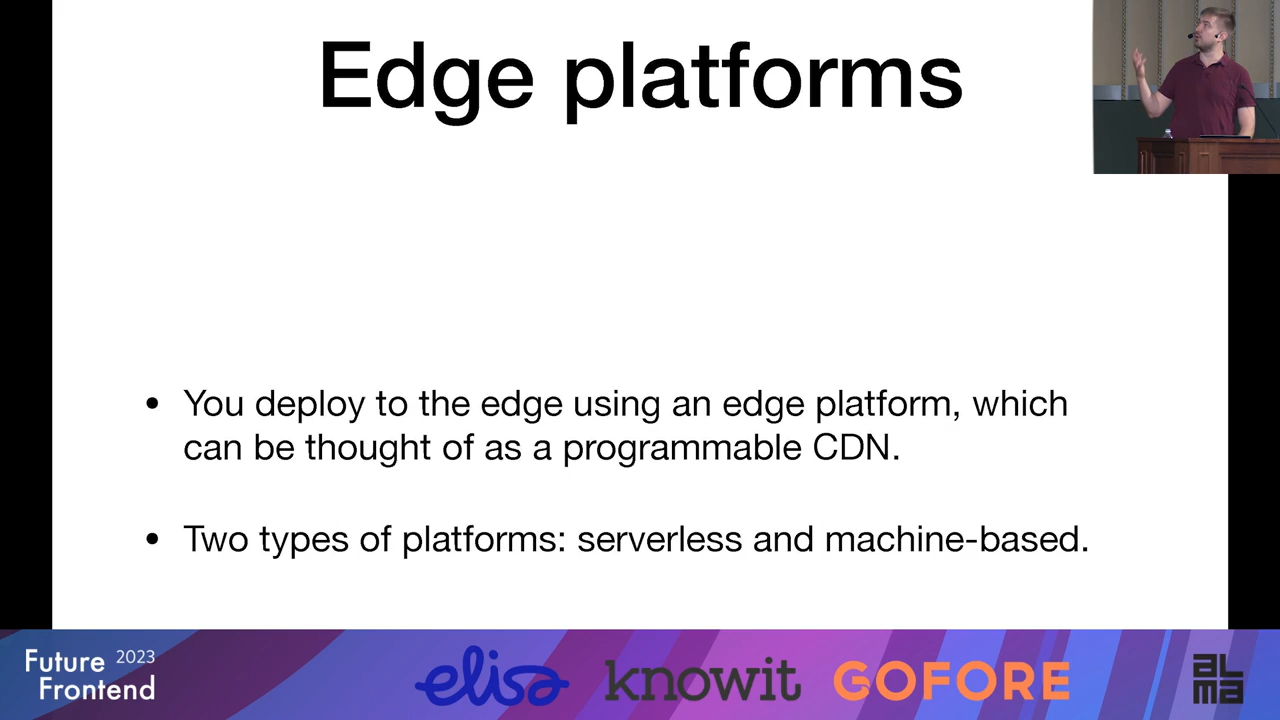 Edge platforms
• You deploy to the edge using an edge platform, which
can be thought of as a programmable CDN.
• Two types of platforms: serverless and machine-based.
Future 2023
Frontend
elisa
knowit
GOFORE
ALMA